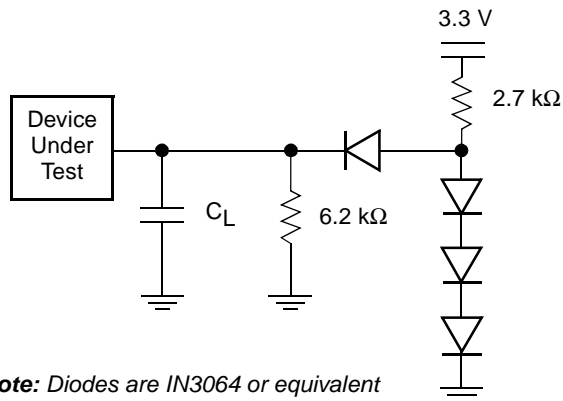 3.3 V
2.7 kΩ
Device
Under
Test
CL
6.2 kΩ
ote: Diodes are IN3064 or equivalent